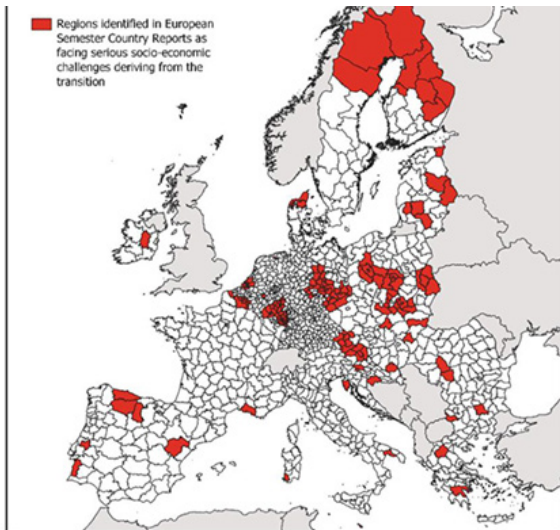 Regions identified in European
Semester Country Reports as
facing serious socio-economic
challenges deriving from the
transition